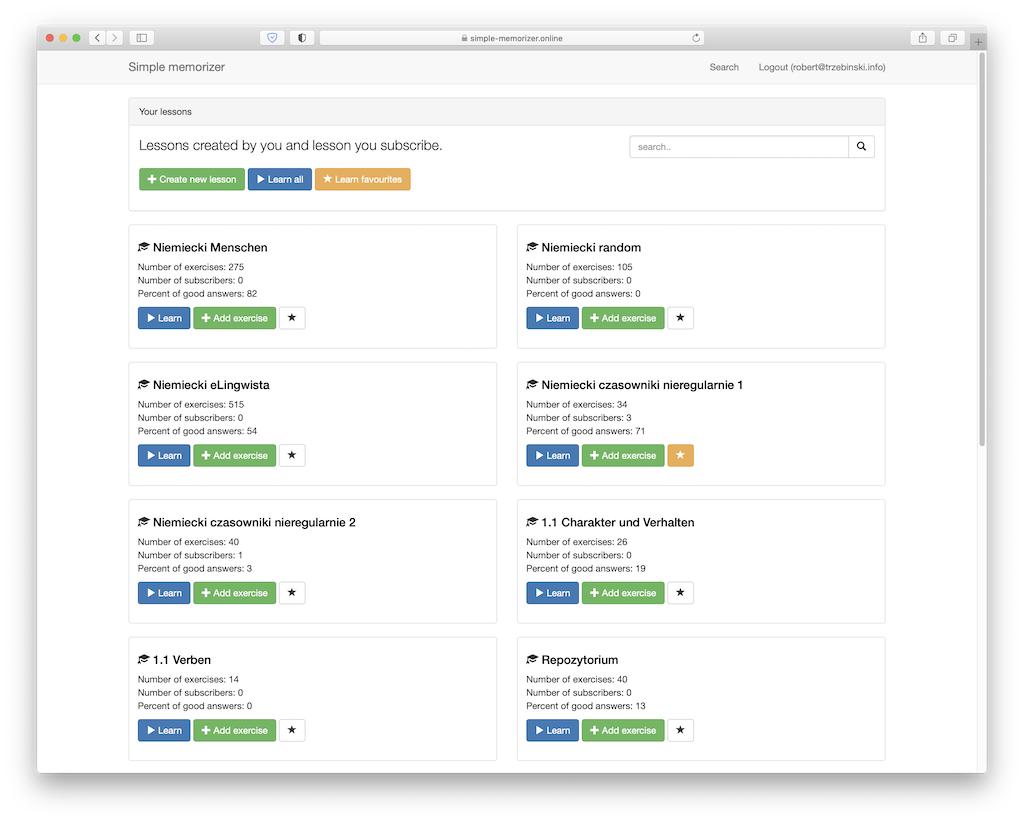 simple-memorizer.online
Simple memorizer
Search
Logout (robert@trzebinski.info)
Your lessons
Lessons created by you and lesson you subscribe.
search..
Create new lesson
Learn all
Learn favourites
Niemiecki Menschen
Number of exercises: 275
Number of subscribers: 0
Percent of good answers: 82
Learn
Add exercise
Niemiecki random
Number of exercises: 105
Number of subscribers: 0
Percent of good answers: 0
Learn
Add exercise
Niemiecki eLingwista
Number of exercises: 515
Number of subscribers: 0
Percent of good answers: 54
Learn
Add exercise
Niemiecki czasowniki nieregularnie 1
Number of exercises: 34
Number of subscribers: 3
Percent of good answers: 71
Learn
Add exercise
Niemiecki czasowniki nieregularnie 2
Number of exercises: 40
Number of subscribers: 1
Percent of good answers: 3
Learn
Add exercise
1.1 Charakter und Verhalten
Number of exercises: 26
Number of subscribers: 0
Percent of good answers: 19
Learn
Add exercise
1.1 Verben
Number of exercises: 14
Number of subscribers: 0
Percent of good answers: 0
Learn
Add exercise
Repozytorium
Number of exercises: 40
Number of subscribers: 0
Percent of good answers: 13
Learn
Add exercise